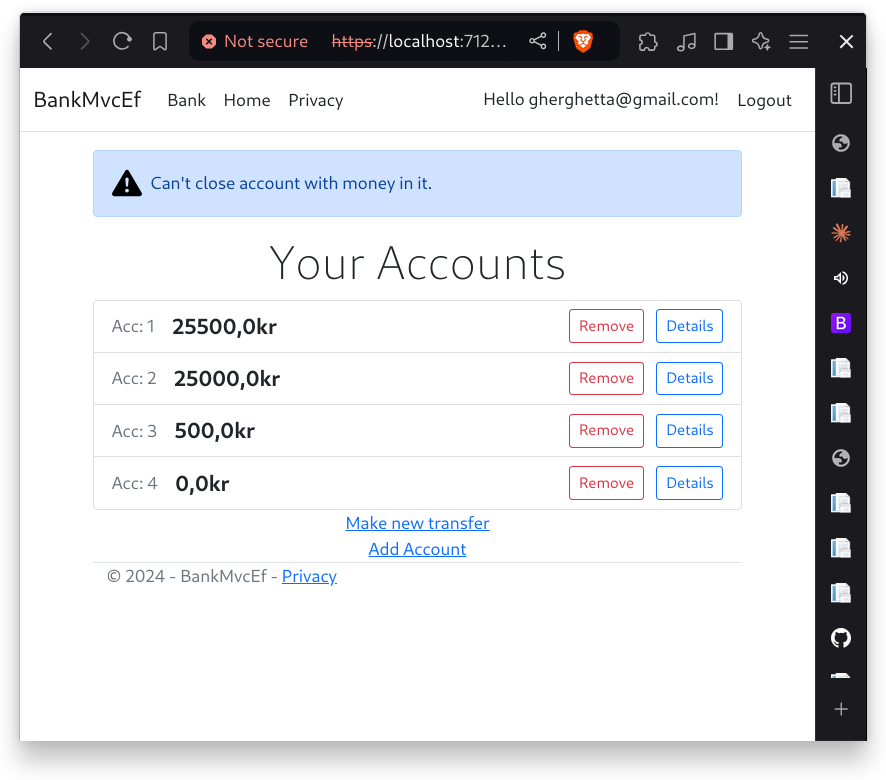 Not secure https://localhost:712...
BankMvcEf Bank Home Privacy Hello gherghetta@gmail.com! Logout
Can't close account with money in it.
Your Accounts
Acc: 1 25500,0kr Remove Details
Acc: 2 25000,0kr Remove Details
Acc: 3 500,0kr Remove Details
Acc: 4 0,0kr Remove Details
Make new transfer
Add Account
© 2024 - BankMvcEf - Privacy
B